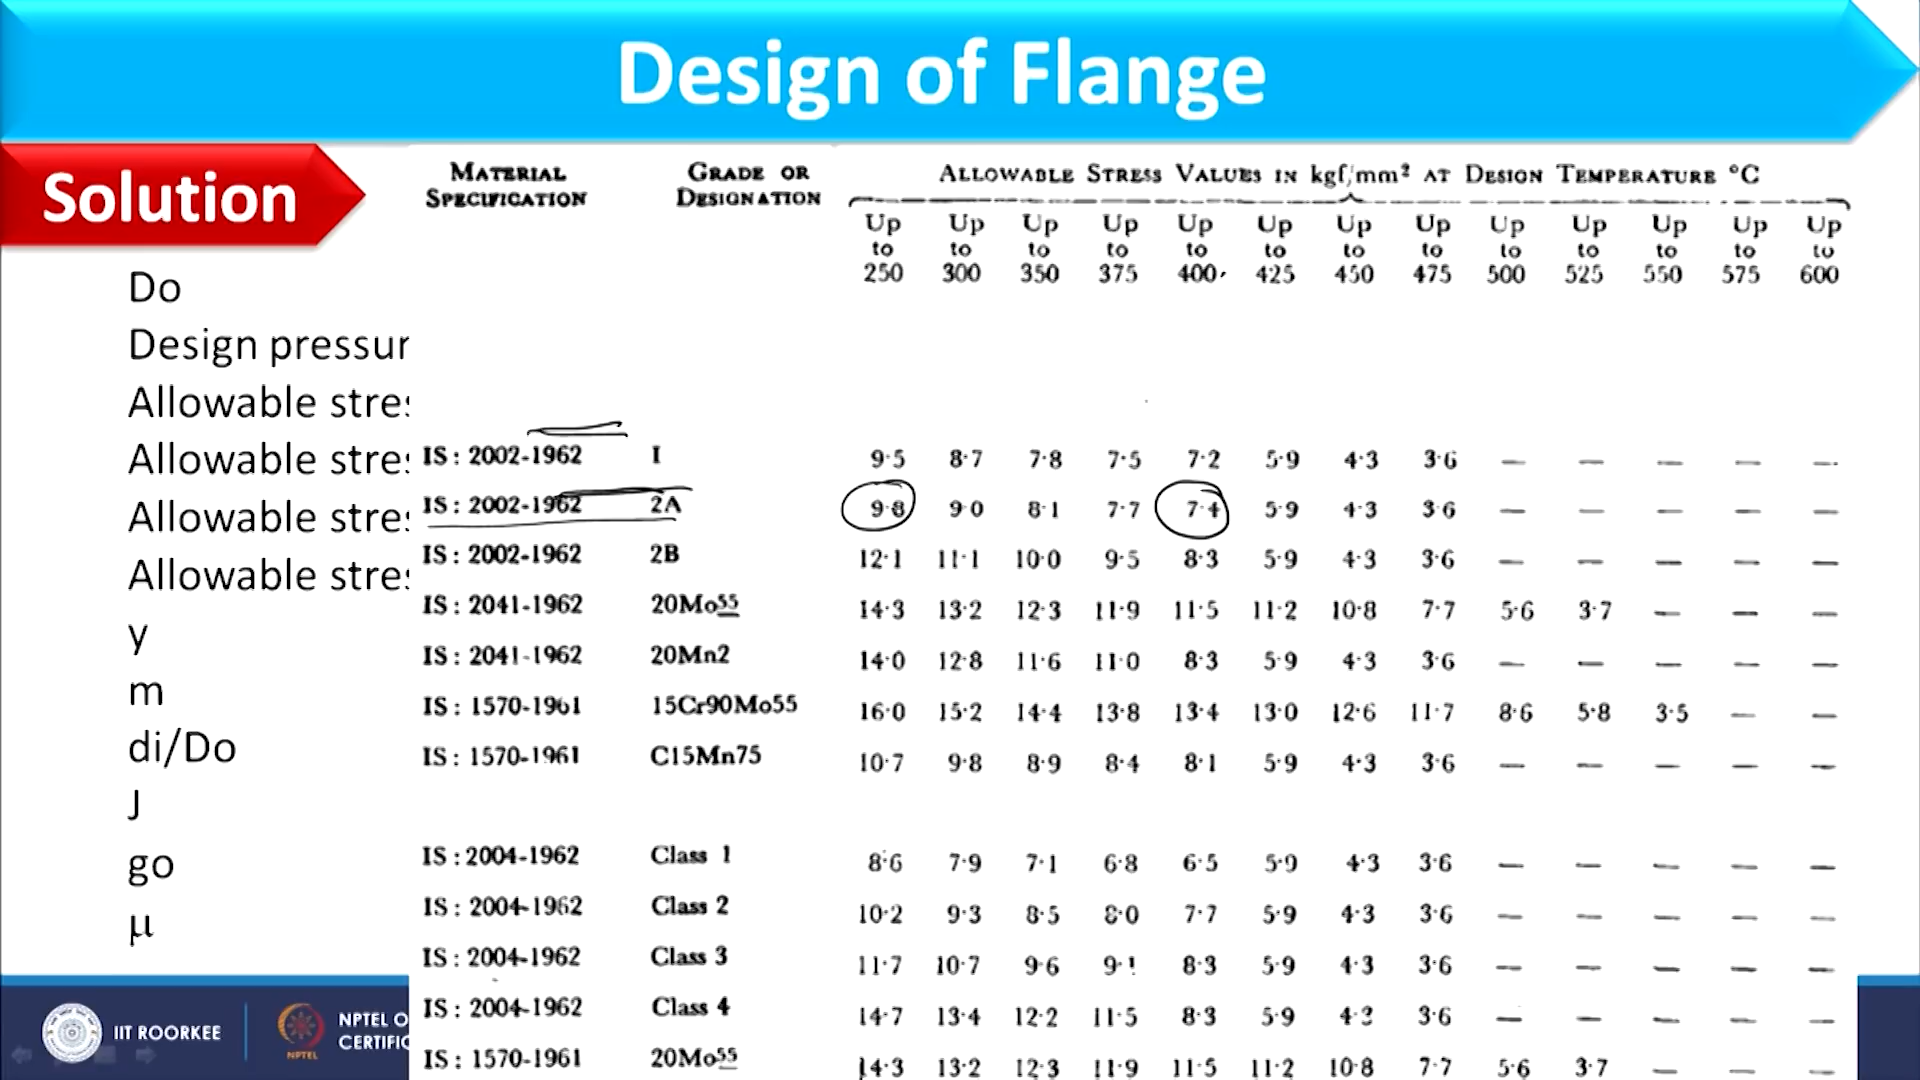 Design of Flange
Solution
MATERIAL SPECIFICATION
GRADE OR DESIGNATION
ALLOWABLE STRESS VALUES IN kgf/mm² AT DESIGN TEMPERATURE °C
Up to 250 Up to 300 Up to 350 Up to 375 Up to 400 Up to 425 Up to 450 Up to 475 Up to 500 Up to 525 Up to 550 Up to 575 Up to 600
Do
Design pressur
Allowable stres
Allowable stres
Allowable stres
Allowable stres
y
m
di/Do
J
go
μ
IS : 2002-1962 I 9·5 8·7 7·8 7·5 7·2 5·9 4·3 3·6 — — — — —
IS : 2002-1962 2A 9·8 9·0 8·1 7·7 7·4 5·9 4·3 3·6 — — — — —
IS : 2002-1962 2B 12·1 11·1 10·0 9·5 8·3 5·9 4·3 3·6 — — — — —
IS : 2041-1962 20Mo55 14·3 13·2 12·3 11·9 11·5 11·2 10·8 7·7 5·6 3·7 — — —
IS : 2041-1962 20Mn2 14·0 12·8 11·6 11·0 8·3 5·9 4·3 3·6 — — — — —
IS : 1570-1961 15Cr90Mo55 16·0 15·2 14·4 13·8 13·4 13·0 12·6 11·7 8·6 5·8 3·5 — —
IS : 1570-1961 C15Mn75 10·7 9·8 8·9 8·4 8·1 5·9 4·3 3·6 — — — — —
IS : 2004-1962 Class 1 8·6 7·9 7·1 6·8 6·5 5·9 4·3 3·6 — — — — —
IS : 2004-1962 Class 2 10·2 9·3 8·5 8·0 7·7 5·9 4·3 3·6 — — — — —
IS : 2004-1962 Class 3 11·7 10·7 9·6 9·1 8·3 5·9 4·3 3·6 — — — — —
IS : 2004-1962 Class 4 14·7 13·4 12·2 11·5 8·3 5·9 4·3 3·6 — — — — —
IS : 1570-1961 20Mo55 14·3 13·2 12·3 11·9 11·5 11·2 10·8 7·7 5·6 3·7 — — —
IIT ROORKEE
NPTEL
NPTEL O
CERTIFIC